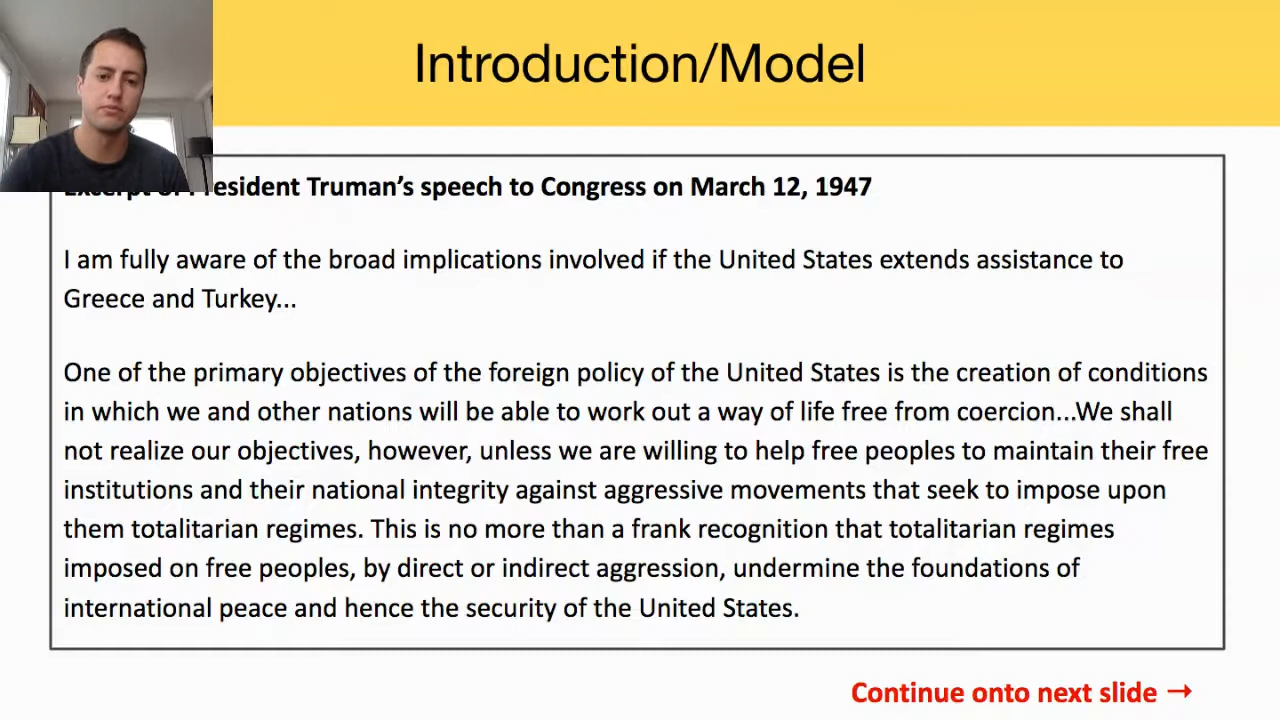 Introduction/Model
President Truman’s speech to Congress on March 12, 1947
I am fully aware of the broad implications involved if the United States extends assistance to
Greece and Turkey...
One of the primary objectives of the foreign policy of the United States is the creation of conditions
in which we and other nations will be able to work out a way of life free from coercion...We shall
not realize our objectives, however, unless we are willing to help free peoples to maintain their free
institutions and their national integrity against aggressive movements that seek to impose upon
them totalitarian regimes. This is no more than a frank recognition that totalitarian regimes
imposed on free peoples, by direct or indirect aggression, undermine the foundations of
international peace and hence the security of the United States.
Continue onto next slide →